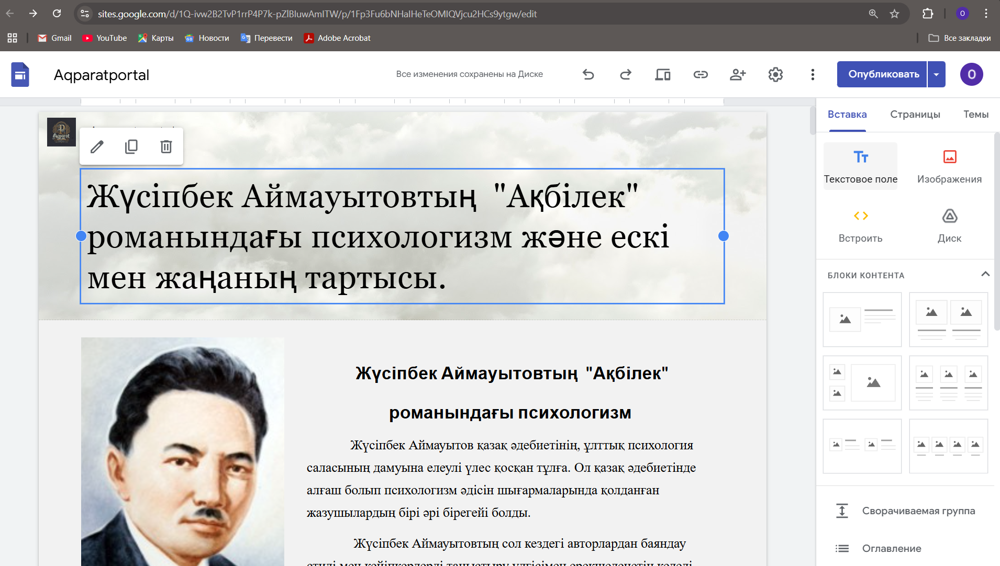 sites.google.com/d/1Q-ivw2B2TvP1rrP4P7k-pZlBIuwAmITW/p/1Fp3Fu6bNHaIHeTeOMIQVjcu2HCs9ytgw/edit
O
Gmail
YouTube
Карты
Новости
Перевести
Adobe Acrobat
Все закладки
Aqparatportal
Все изменения сохранены на Диске
Опубликовать
O
Вставка
Страницы
Темы
Aqparat
Жүсіпбек Аймауытовтың "Ақбілек"
романындағы психологизм және ескі
мен жаңаның тартысы.
Текстовое поле
Изображения
Встроить
Диск
БЛОКИ КОНТЕНТА
Сворачиваемая группа
Оглавление
Жүсіпбек Аймауытовтың "Ақбілек"
романындағы психологизм
Жүсіпбек Аймауытов қазақ әдебиетінің, ұлттық психология
саласының дамуына елеулі үлес қосқан тұлға. Ол қазақ әдебиетінде
алғаш болып психологизм әдісін шығармаларында қолданған
жазушылардың бірі әрі бірегейі болды.
Жүсіпбек Аймауытовтың сол кездегі авторлардан баяндау